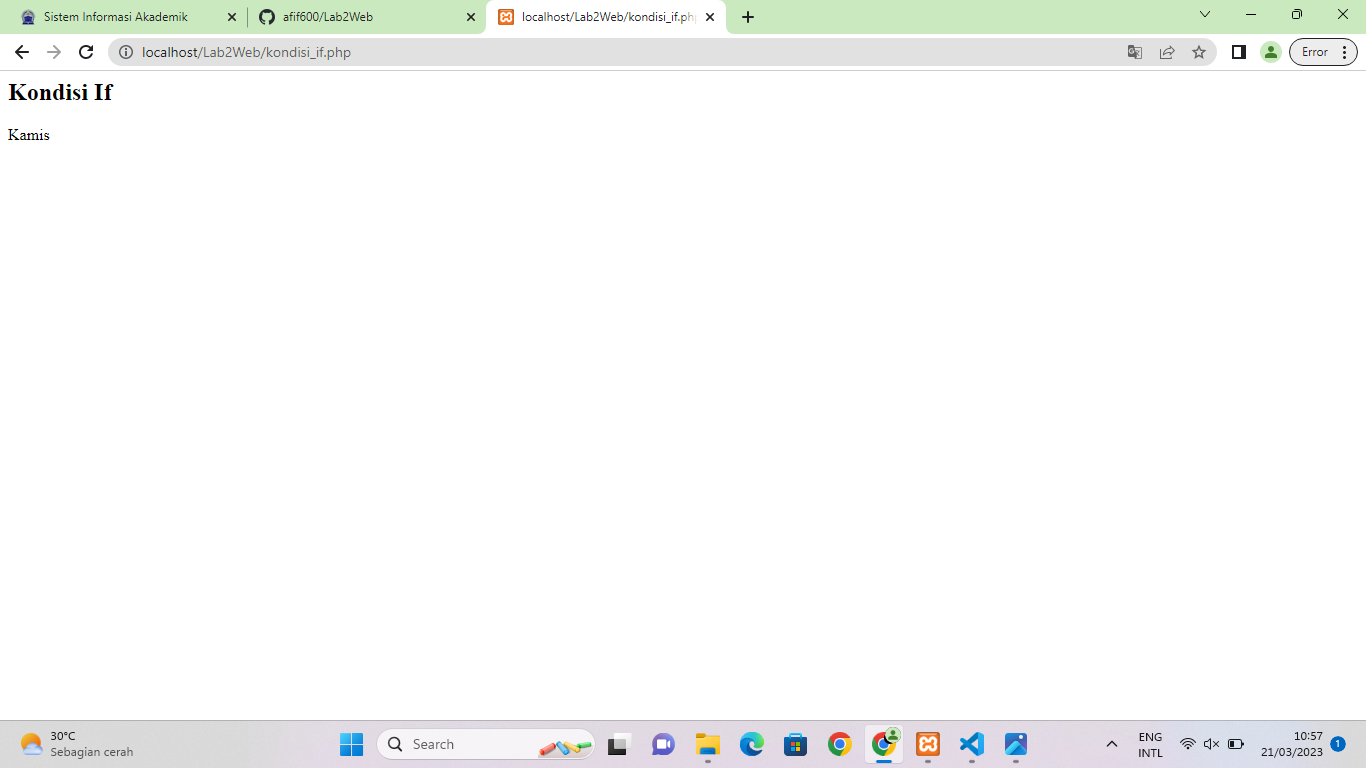 Sistem Informasi Akademik
afif600/Lab2Web
localhost/Lab2Web/kondisi_if.php
localhost/Lab2Web/kondisi_if.php
Error
Kondisi If
Kamis
30°C
Sebagian cerah
Search
ENG
INTL
10:57
21/03/2023
1